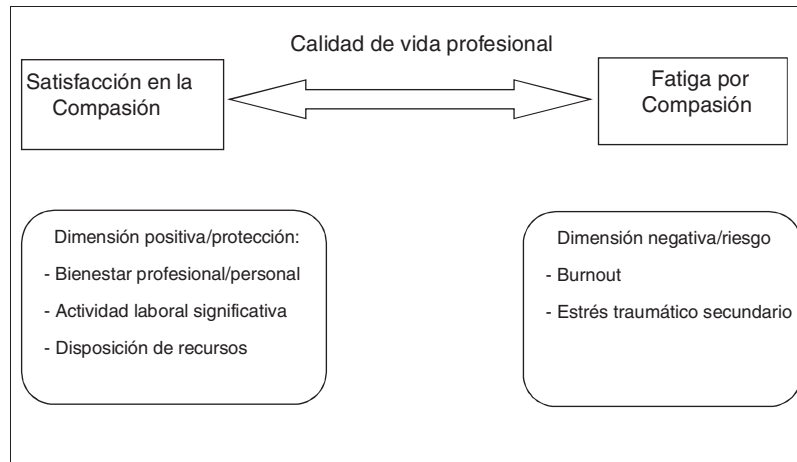 Calidad de vida profesional
Satisfacción en la
Compasión
Fatiga por
Compasión
Dimensión positiva/protección:
- Bienestar profesional/personal
- Actividad laboral significativa
- Disposición de recursos
Dimensión negativa/riesgo
- Burnout
- Estrés traumático secundario